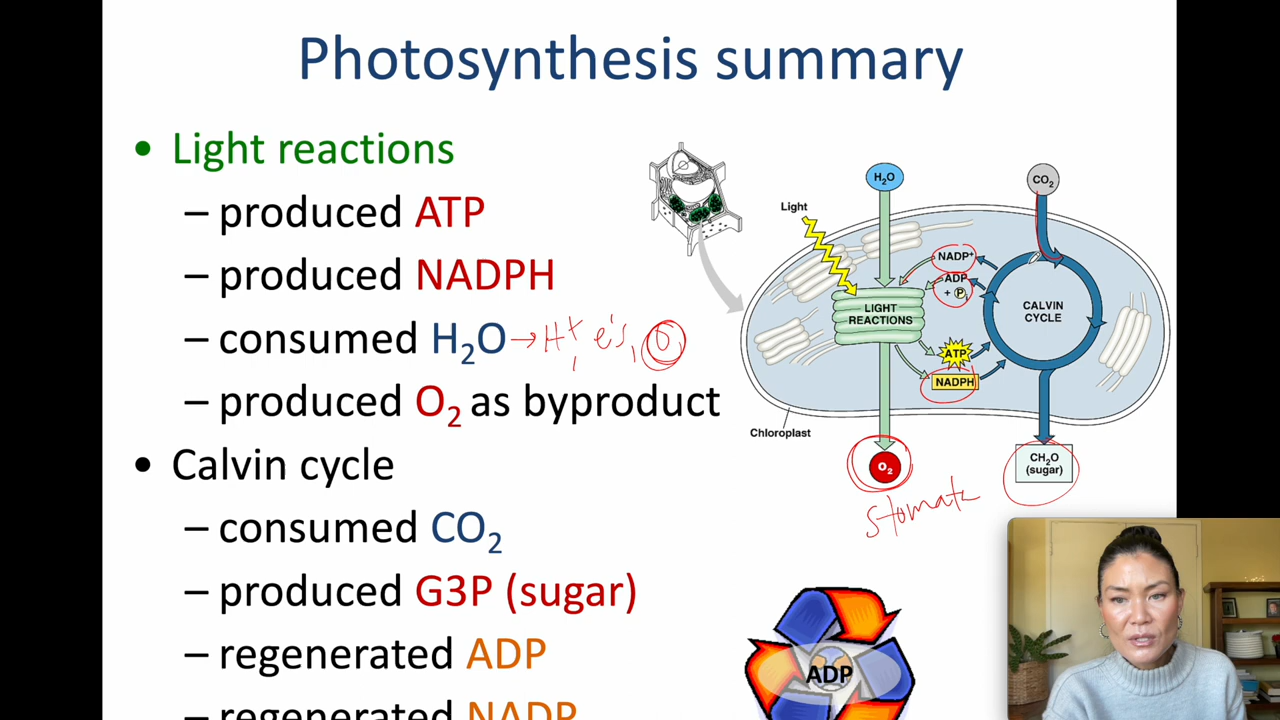 Photosynthesis summary
• Light reactions
– produced ATP
– produced NADPH
– consumed H₂O → H⁺, e's, O₂
– produced O₂ as byproduct
• Calvin cycle
– consumed CO₂
– produced G3P (sugar)
– regenerated ADP
– regenerated NADP
H₂O
CO₂
Light
NADP⁺
ADP
+ Pᵢ
LIGHT
REACTIONS
CALVIN
CYCLE
ATP
NADPH
Chloroplast
O₂
CH₂O
(sugar)
stomata
ADP